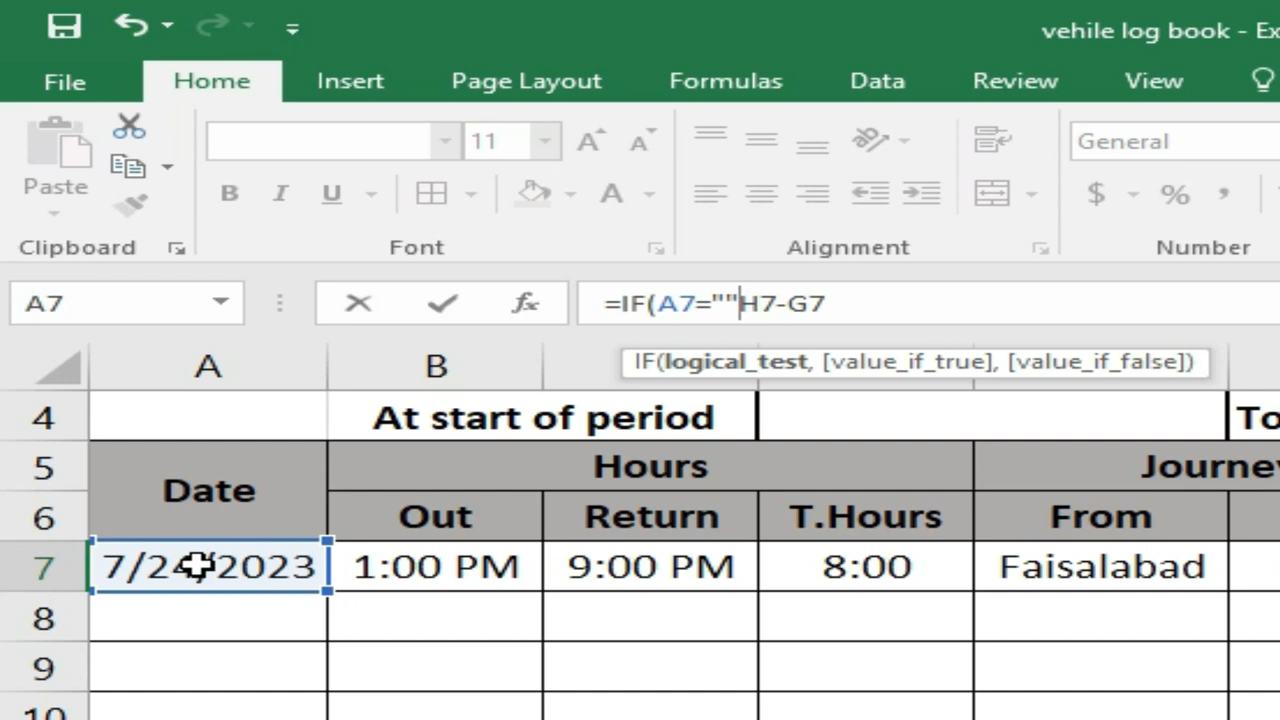 vehile log book - Ex
File Home Insert Page Layout Formulas Data Review View
11 General
Paste B I U A $ % ,
Clipboard Font Alignment Number
A7 fx =IF(A7=""H7-G7
IF(logical_test, [value_if_true], [value_if_false])
A B
4 At start of period To
5 Date Hours Journey
6 Out Return T.Hours From
7 7/24/2023 1:00 PM 9:00 PM 8:00 Faisalabad
8
9
10